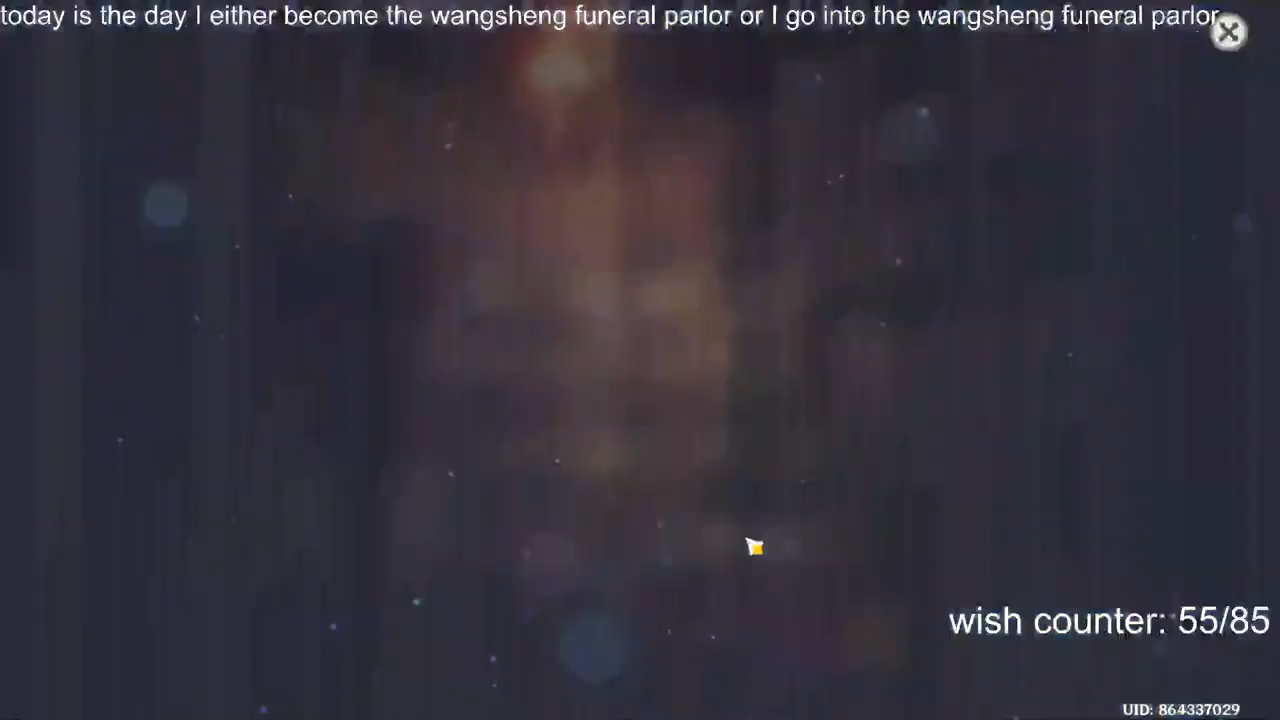 today is the day I either become the wangsheng funeral parlor or I go into the wangsheng funeral parlor
wish counter: 55/85
UID: 864337029